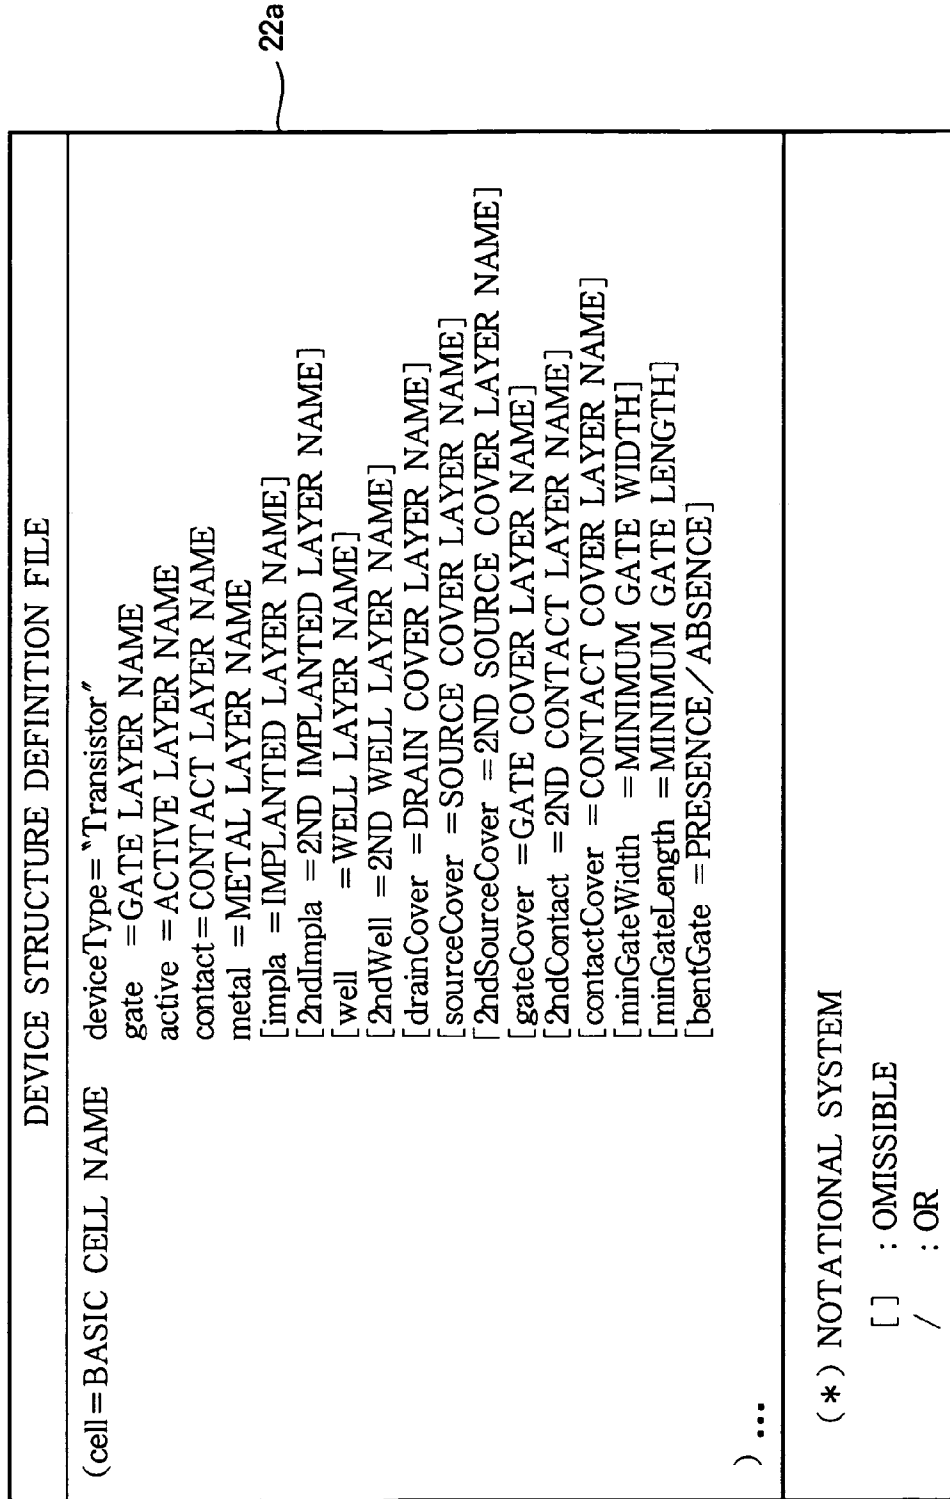 DEVICE STRUCTURE DEFINITION FILE
(cell=BASIC CELL NAME deviceType="Transistor"
gate =GATE LAYER NAME
active =ACTIVE LAYER NAME
contact=CONTACT LAYER NAME
metal =METAL LAYER NAME
[impla =IMPLANTED LAYER NAME]
[2ndImpla =2ND IMPLANTED LAYER NAME]
[well =WELL LAYER NAME]
[2ndWell =2ND WELL LAYER NAME]
[drainCover =DRAIN COVER LAYER NAME]
[sourceCover =SOURCE COVER LAYER NAME]
[2ndSourceCover =2ND SOURCE COVER LAYER NAME]
[gateCover =GATE COVER LAYER NAME]
[2ndContact =2ND CONTACT LAYER NAME]
[contactCover =CONTACT COVER LAYER NAME]
[minGateWidth =MINIMUM GATE WIDTH]
[minGateLength =MINIMUM GATE LENGTH]
[bentGate =PRESENCE/ABSENCE]
) ...
(*) NOTATIONAL SYSTEM
[ ] : OMISSIBLE
/ : OR
22a